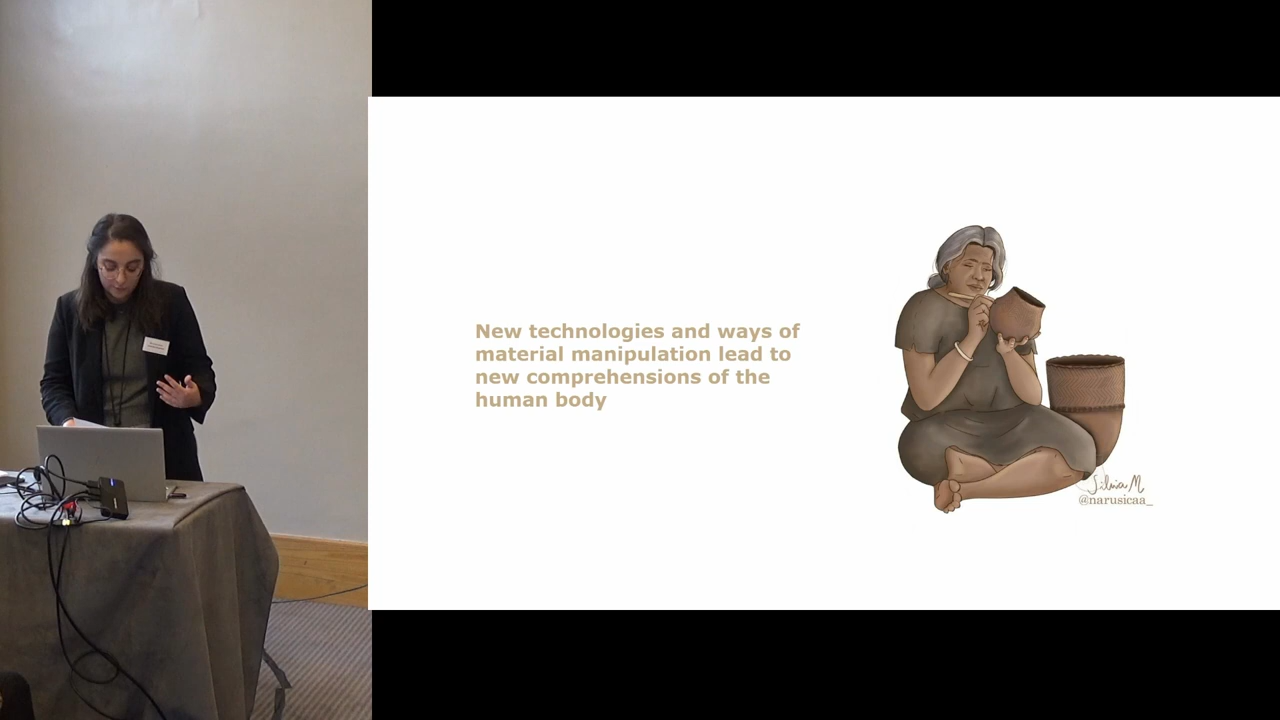 New technologies and ways of
material manipulation lead to
new comprehensions of the
human body
Silvia M
@narusicaa_